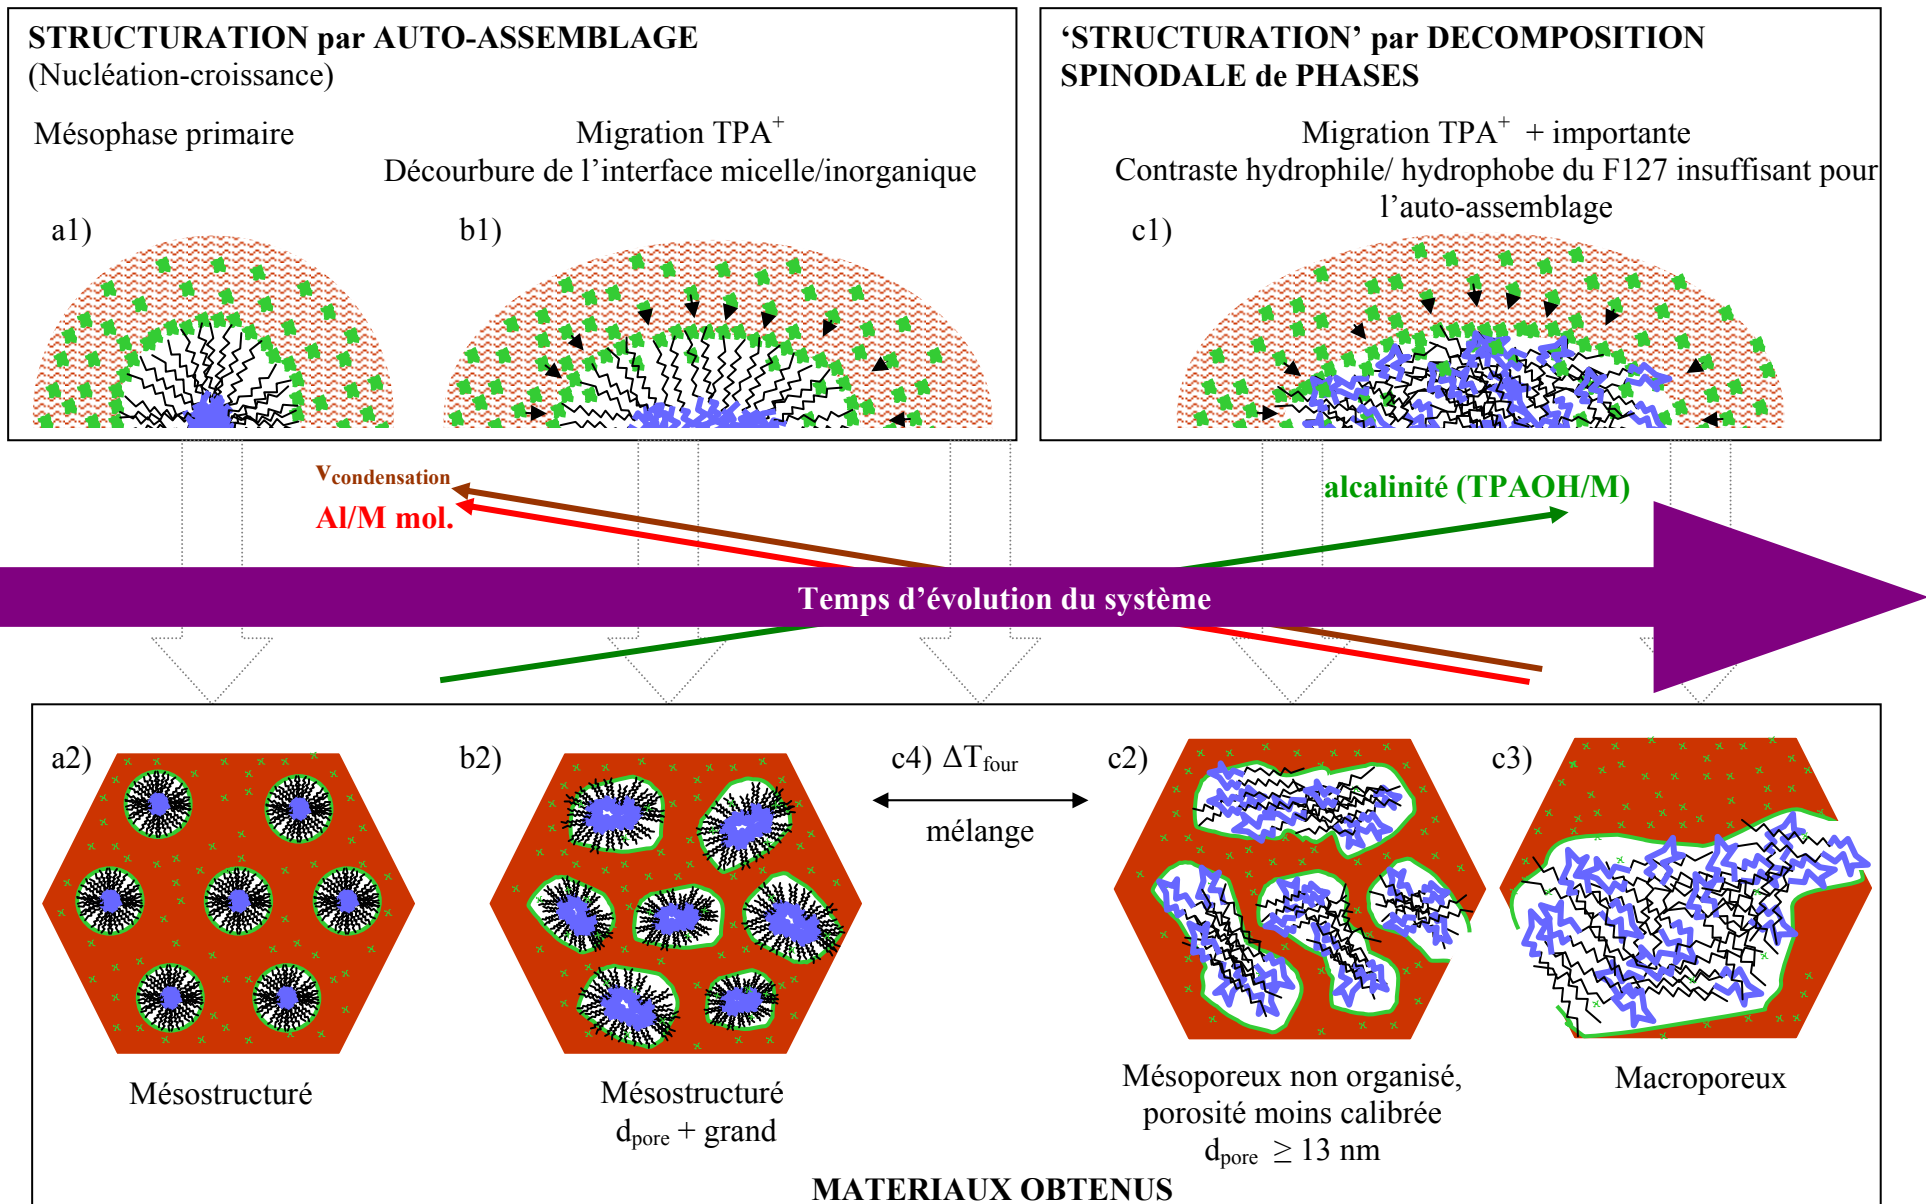 STRUCTURATION par AUTO-ASSEMBLAGE
(Nucléation-croissance)
Mésophase primaire
Migration TPA+
Décourbure de l’interface micelle/inorganique
a1)
b1)
‘STRUCTURATION’ par DECOMPOSITION
SPINODALE de PHASES
Migration TPA+ + importante
Contraste hydrophile/ hydrophobe du F127 insuffisant pour
l’auto-assemblage
c1)
vcondensation
Al/M mol.
alcalinité (TPAOH/M)
Temps d’évolution du système
a2)
b2)
c4) ΔTfour
mélange
c2)
c3)
Mésostructuré
Mésostructuré
dpore + grand
Mésoporeux non organisé,
porosité moins calibrée
dpore ≥ 13 nm
Macroporeux
MATERIAUX OBTENUS